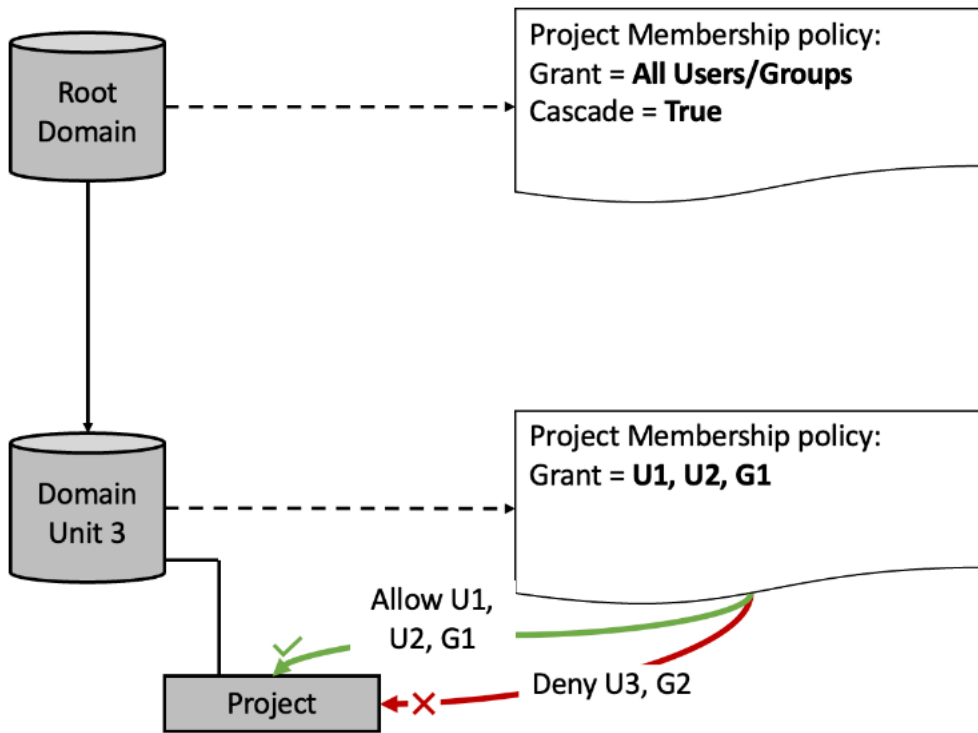 Root
Domain
Project Membership policy:
Grant = All Users/Groups
Cascade = True
Domain
Unit 3
Project Membership policy:
Grant = U1, U2, G1
Allow U1,
U2, G1
Deny U3, G2
Project